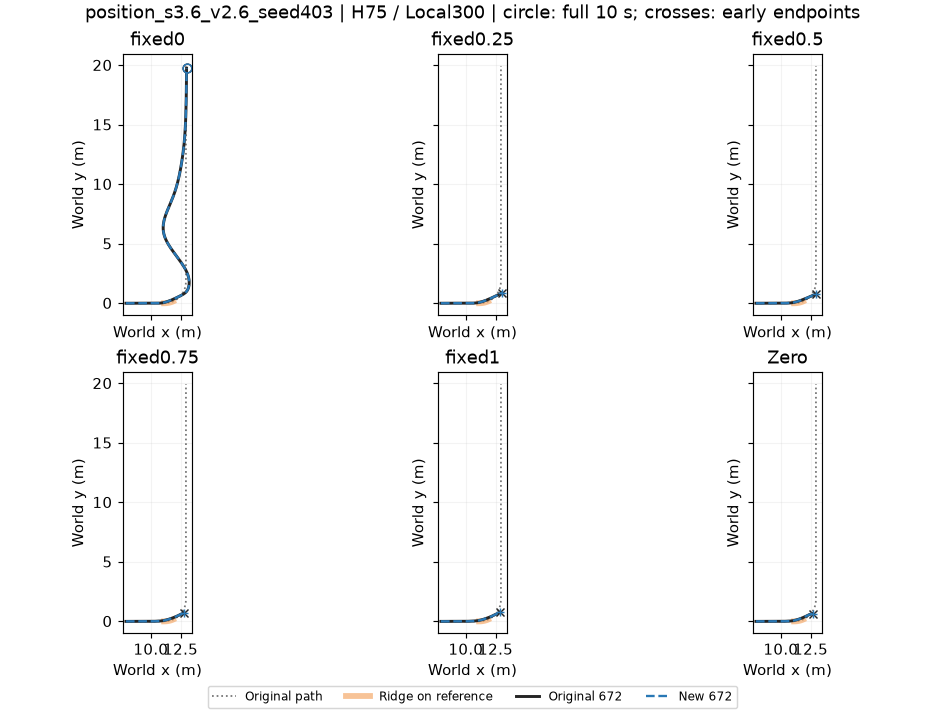 position_s3.6_v2.6_seed403 | H75 / Local300 | circle: full 10 s; crosses: early endpoints
fixed0
fixed0.25
fixed0.5
20
15
10
5
0
World y (m)
World y (m)
World y (m)
World x (m)
World x (m)
World x (m)
fixed0.75
fixed1
Zero
20
15
10
5
0
World y (m)
World y (m)
World y (m)
10.0 12.5
10.0 12.5
10.0 12.5
World x (m)
World x (m)
World x (m)
Original path
Ridge on reference
Original 672
New 672